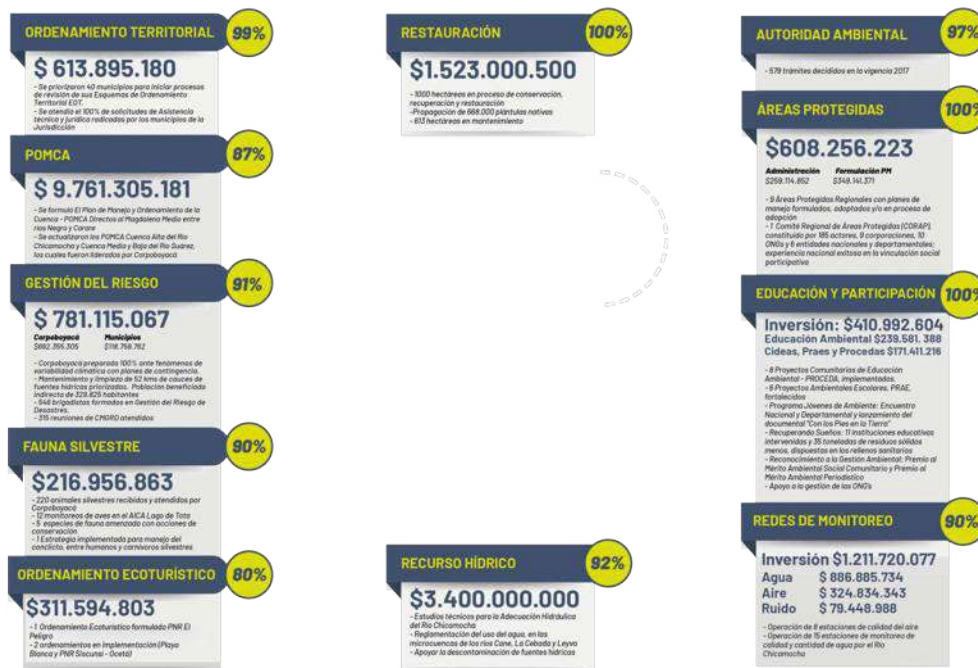 ORDENAMIENTO TERRITORIAL 99%
$ 613.895.180
- Se priorizaron 40 municipios para iniciar procesos
de revisión de sus Esquemas de Ordenamiento
Territorial EOT.
- Se atendió el 100% de solicitudes de Asistencia
técnica y jurídica radicadas por los municipios de la
Jurisdicción
POMCA 87%
$ 9.761.305.181
- Se formuló El Plan de Manejo y Ordenamiento de la
Cuenca - POMCA Directos al Magdalena Medio entre
ríos Negro y Carare
- Se actualizaron los POMCA Cuenca Alta del Río
Chicamocha y Cuenca Media y Baja del Río Suárez,
los cuales fueron liderados por Corpoboyacá
GESTIÓN DEL RIESGO 91%
$ 781.115.067
Corpoboyacá Municipios
$662.355.305 $118.759.762
- Corpoboyacá preparada 100% ante fenómenos de
variabilidad climática con planes de contingencia.
- Mantenimiento y limpieza de 52 kms de cauces de
fuentes hídricas priorizadas. Población beneficiada
indirecta de 329.825 habitantes
- 546 brigadistas formados en Gestión del Riesgo de
Desastres.
- 315 reuniones de CMGRD atendidos
FAUNA SILVESTRE 90%
$216.956.863
- 220 animales silvestres recibidos y atendidos por
Corpoboyacá
- 12 monitoreos de aves en el AICA Lago de Tota
- 5 especies de fauna amenzada con acciones de
conservación
- 1 Estrategia implementada para manejo del
conclicto, entre humanos y carnívoros silvestres
ORDENAMIENTO ECOTURÍSTICO 80%
$311.594.803
- 1 Ordenamiento Ecoturístico formulado PNR El
Peligro
- 2 ordenamientos en implementación (Playa
Blanca y PNR Siscunsi - Ocetá)
RESTAURACIÓN 100%
$1.523.000.500
- 1000 hectáreas en proceso de conservación,
recuperación y restauración
-Propagación de 668.000 plántulas nativas
- 613 hectáreas en mantenimiento
RECURSO HÍDRICO 92%
$3.400.000.000
- Estudios técnicos para la Adecuación Hidráulica
del Río Chicamocha
- Reglamentación del uso del agua, en las
microcuencas de los ríos Cane, La Cebada y Leyva
- Apoyar la descontaminación de fuentes hídricas
AUTORIDAD AMBIENTAL 97%
- 579 trámites decididos en la vigencia 2017
ÁREAS PROTEGIDAS 100%
$608.256.223
Administración Formulación PM
$259.114.852 $349.141.371
- 9 Áreas Protegidas Regionales con planes de
manejo formulados, adoptados y/o en proceso de
adopción
- 1 Comité Regional de Áreas Protegidas (CORAP),
constituido por 185 actores, 9 corporaciones, 10
ONGs y 6 entidades nacionales y departamentales;
experiencia nacional exitosa en la vinculación social
participativa
EDUCACIÓN Y PARTICIPACIÓN 100%
Inversión: $410.992.604
Educación Ambiental $239.581. 388
Cideas, Praes y Procedas $171.411.216
- 8 Proyectos Comunitarios de Educación
Ambiental - PROCEDA, implementados.
- 6 Proyectos Ambientales Escolares, PRAE,
fortalecidos
- Programa Jóvenes de Ambiente: Encuentro
Nacional y Departamental y lanzamiento del
documental "Con los Pies en la Tierra"
- Recuperando Sueños: 11 instituciones educativas
intervenidas y 35 toneladas de residuos sólidos
menos, dispuestas en los rellenos sanitarios
- Reconocimiento a la Gestión Ambiental: Premio al
Mérito Ambiental Social Comunitario y Premio al
Mérito Ambiental Periodístico
- Apoyo a la gestión de las ONG's
REDES DE MONITOREO 90%
Inversión $1.211.720.077
Agua $ 886.885.734
Aire $ 324.834.343
Ruido $ 79.448.988
- Operación de 8 estaciones de calidad del aire
- Operación de 15 estaciones de monitoreo de
calidad y cantidad de agua por el Río
Chicamocha